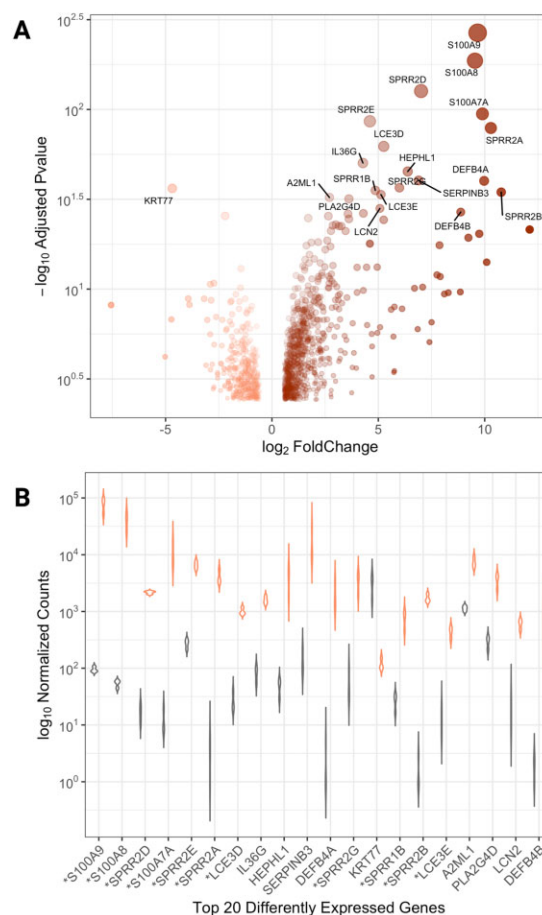 A
10^2.5
10^2
10^1.5
10^1
10^0.5
−log10 Adjusted Pvalue
S100A9
S100A8
SPRR2D
S100A7A
SPRR2E
SPRR2A
LCE3D
IL36G
HEPHL1
DEFB4A
SPRR1B
SPRR2G
A2ML1
SERPINB3
KRT77
PLA2G4D
LCE3E
SPRR2B
LCN2
DEFB4B
-5
0
5
10
log2 FoldChange
B
10^5
10^4
10^3
10^2
10^1
10^0
log10 Normalized Counts
*S100A9
*S100A8
*SPRR2D
*S100A7A
*SPRR2E
*SPRR2A
*LCE3D
IL36G
HEPHL1
SERPINB3
DEFB4A
*SPRR2G
KRT77
*SPRR1B
*SPRR2B
*LCE3E
A2ML1
PLA2G4D
LCN2
DEFB4B
Top 20 Differently Expressed Genes